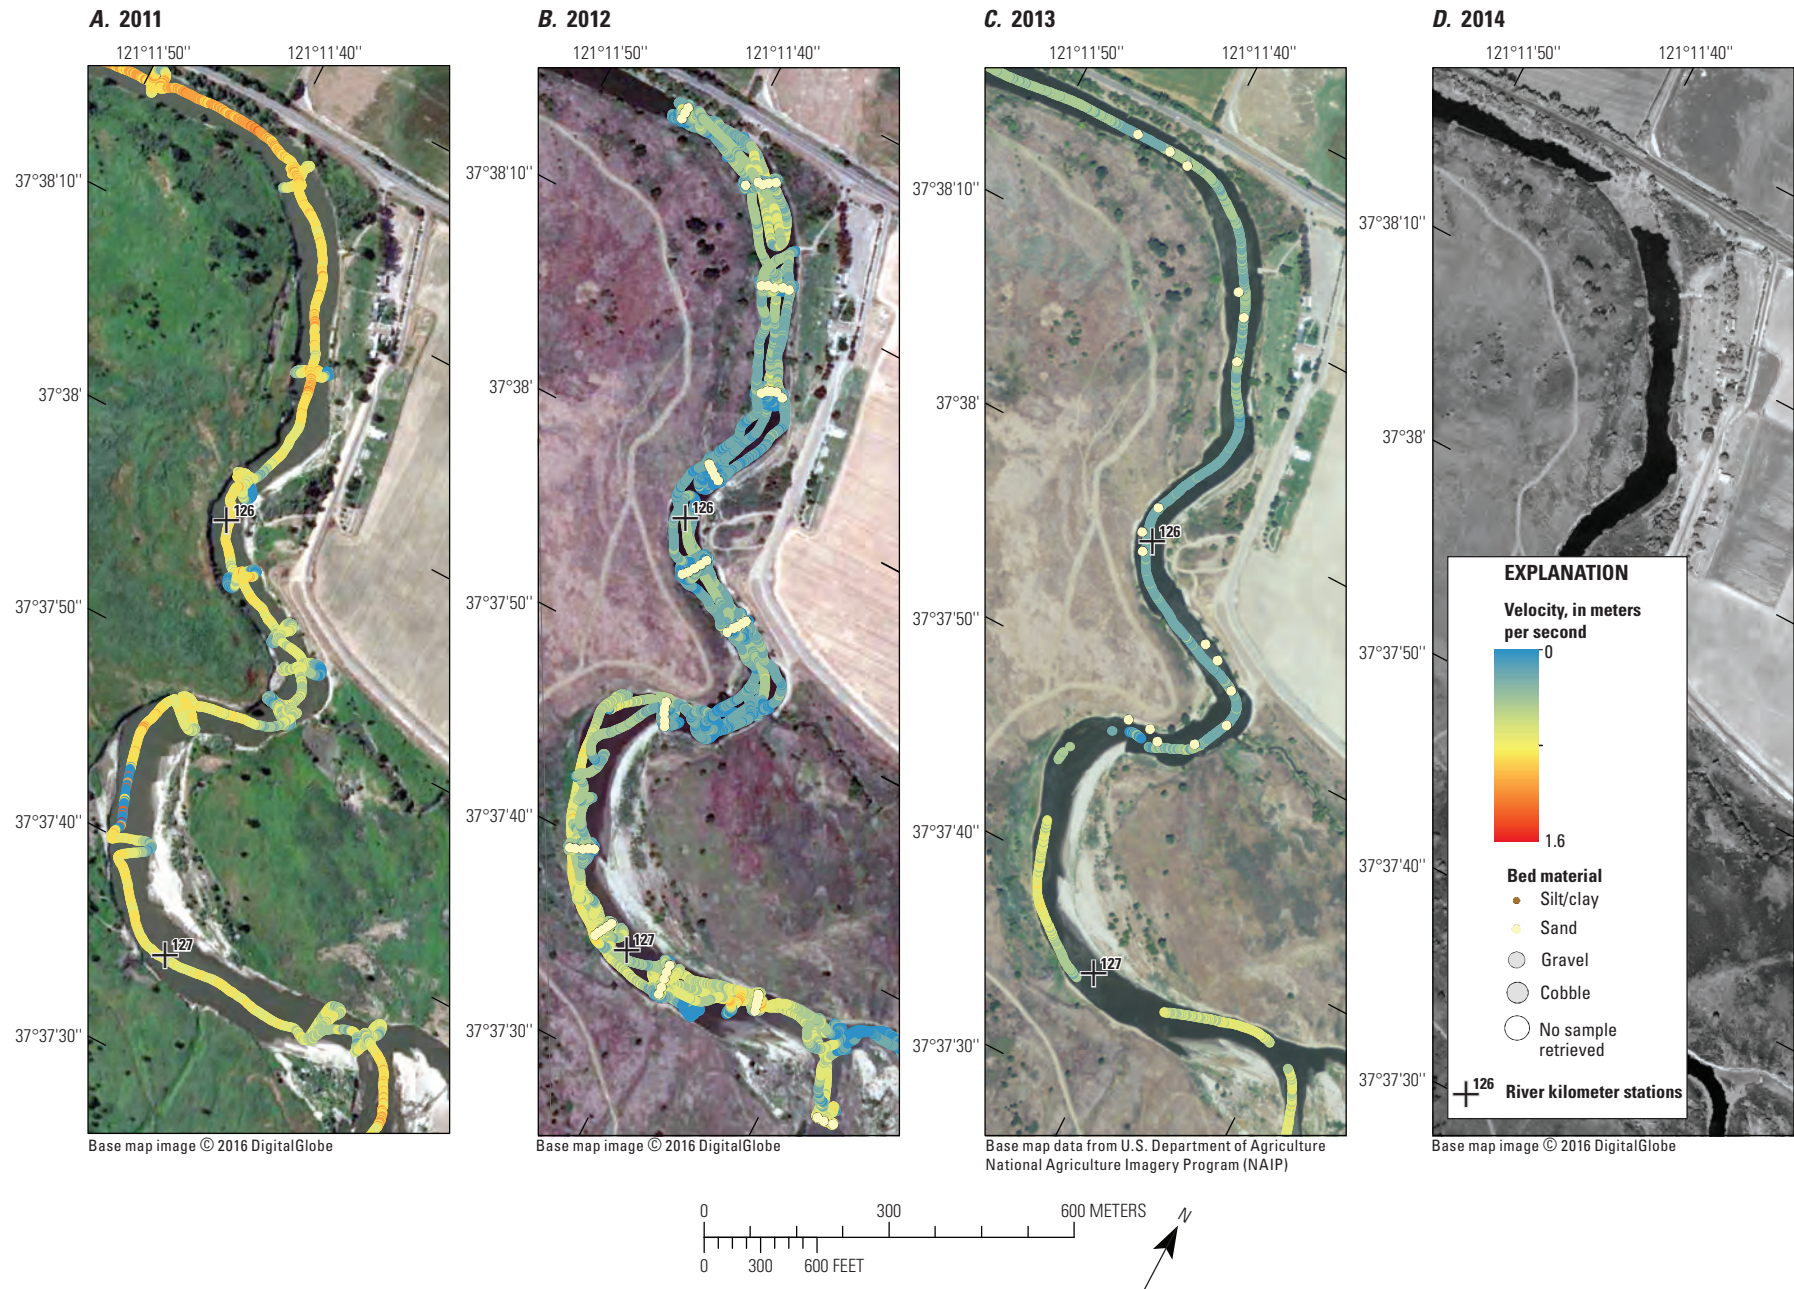 A. 2011
121°11'50"
121°11'40"
37°38'10"
37°38'
37°37'50"
37°37'40"
37°37'30"
126
127
Base map image © 2016 DigitalGlobe
B. 2012
121°11'50"
121°11'40"
37°38'10"
37°38'
37°37'50"
37°37'40"
37°37'30"
126
127
Base map image © 2016 DigitalGlobe
C. 2013
121°11'50"
121°11'40"
37°38'10"
37°38'
37°37'50"
37°37'40"
37°37'30"
126
127
Base map data from U.S. Department of Agriculture
National Agriculture Imagery Program (NAIP)
D. 2014
121°11'50"
121°11'40"
37°38'10"
37°38'
37°37'50"
37°37'40"
37°37'30"
EXPLANATION
Velocity, in meters
per second
0
1.6
Bed material
Silt/clay
Sand
Gravel
Cobble
No sample
retrieved
126
River kilometer stations
Base map image © 2016 DigitalGlobe
0 300 600 METERS
0 300 600 FEET
N